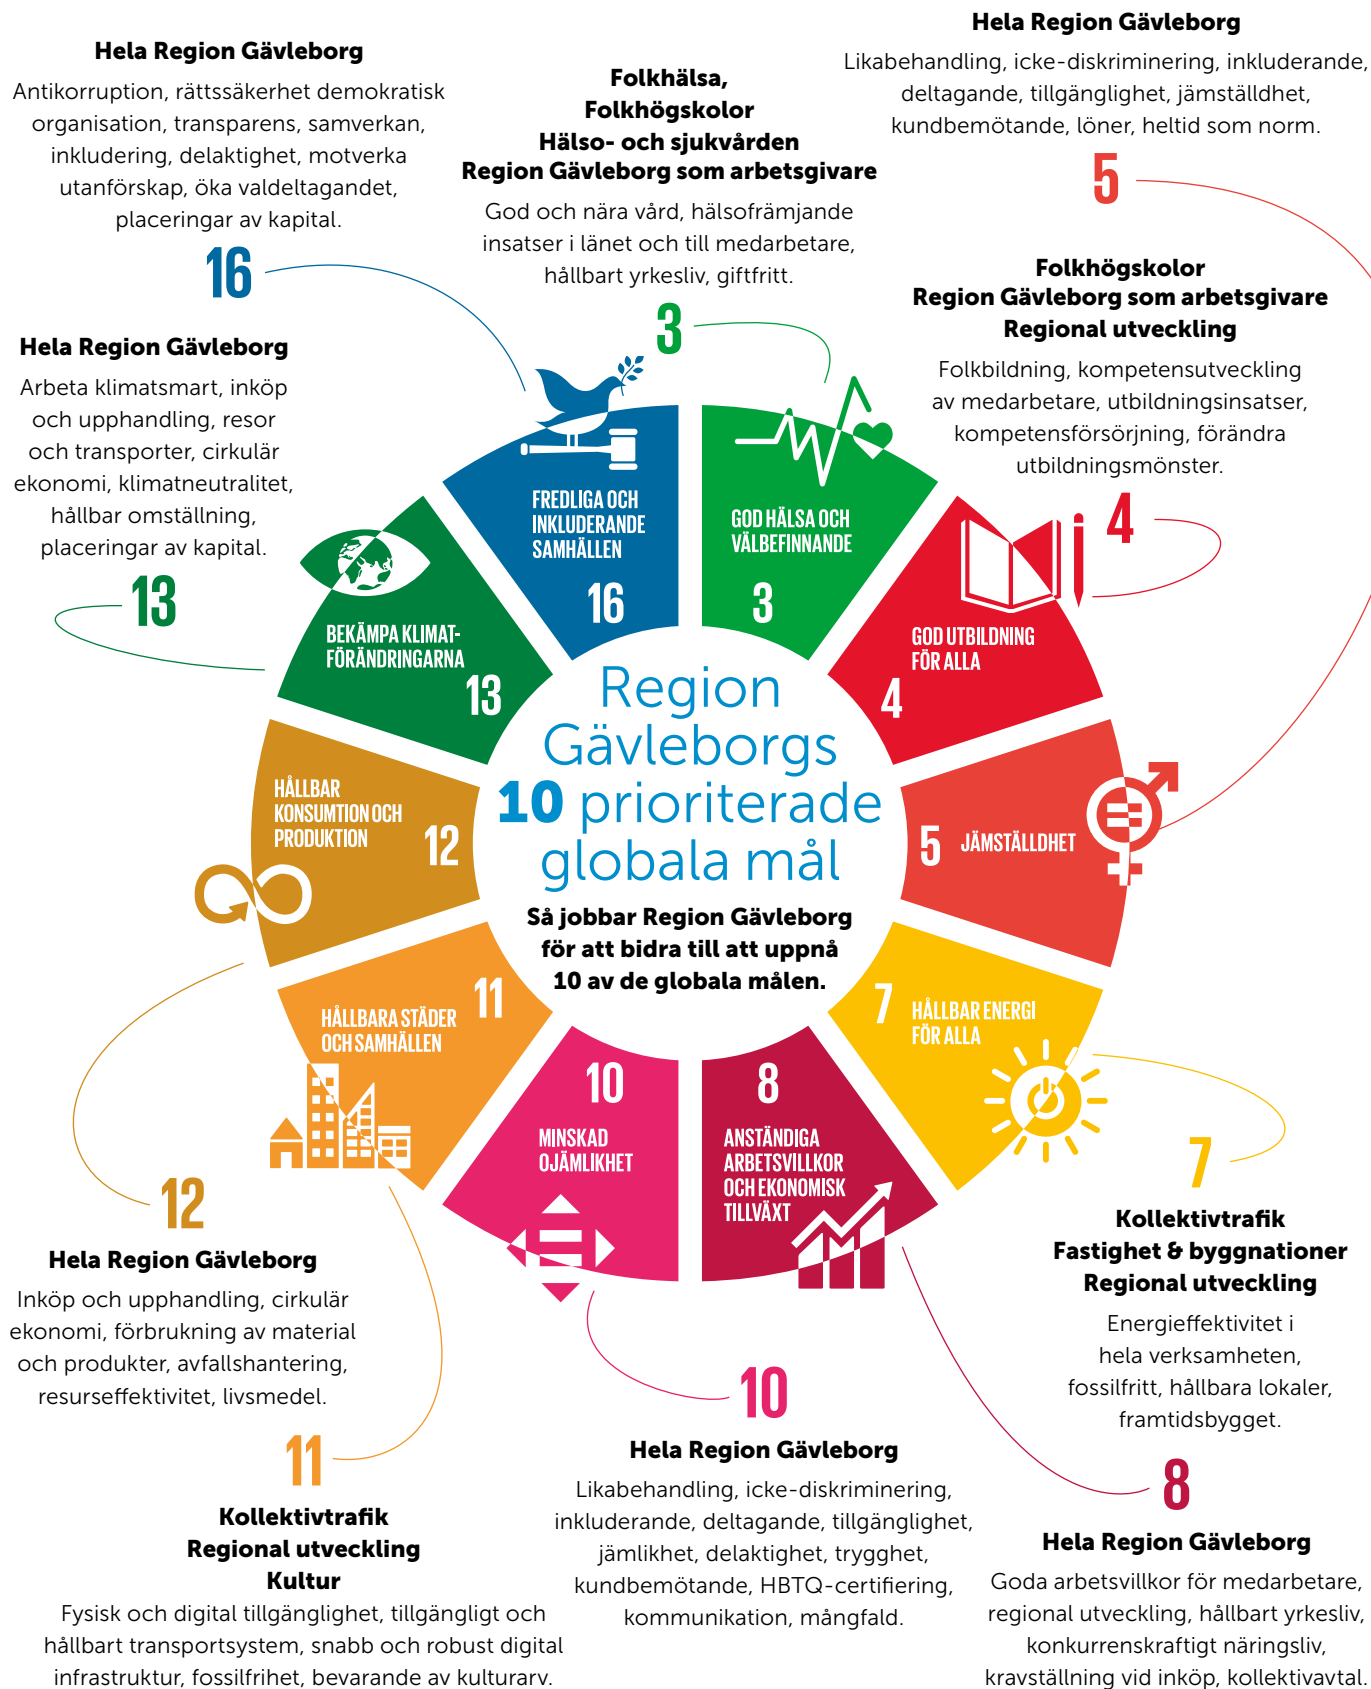 Hela Region Gävleborg
Antikorruption, rättssäkerhet demokratisk
organisation, transparens, samverkan,
inkludering, delaktighet, motverka
utanförskap, öka valdeltagandet,
placeringar av kapital.
16
Folkhälsa,
Folkhögskolor
Hälso- och sjukvården
Region Gävleborg som arbetsgivare
God och nära vård, hälsofrämjande
insatser i länet och till medarbetare,
hållbart yrkesliv, giftfritt.
3
Hela Region Gävleborg
Likabehandling, icke-diskriminering, inkluderande,
deltagande, tillgänglighet, jämställdhet,
kundbemötande, löner, heltid som norm.
5
Folkhögskolor
Region Gävleborg som arbetsgivare
Regional utveckling
Folkbildning, kompetensutveckling
av medarbetare, utbildningsinsatser,
kompetensförsörjning, förändra
utbildningsmönster.
4
Hela Region Gävleborg
Arbeta klimatsmart, inköp
och upphandling, resor
och transporter, cirkulär
ekonomi, klimatneutralitet,
hållbar omställning,
placeringar av kapital.
13
FREDLIGA OCH
INKLUDERANDE
SAMHÄLLEN
16
GOD HÄLSA OCH
VÄLBEFINNANDE
3
GOD UTBILDNING
FÖR ALLA
4
BEKÄMPA KLIMAT-
FÖRÄNDRINGARNA
13
Region
Gävleborgs
10 prioriterade
globala mål
Så jobbar Region Gävleborg
för att bidra till att uppnå
10 av de globala målen.
HÅLLBAR
KONSUMTION OCH
PRODUKTION
12
5
JÄMSTÄLLDHET
11
HÅLLBARA STÄDER
OCH SAMHÄLLEN
7
HÅLLBAR ENERGI
FÖR ALLA
10
MINSKAD
OJÄMLIKHET
8
ANSTÄNDIGA
ARBETSVILLKOR
OCH EKONOMISK
TILLVÄXT
12
Hela Region Gävleborg
Inköp och upphandling, cirkulär
ekonomi, förbrukning av material
och produkter, avfallshantering,
resurseffektivitet, livsmedel.
7
Kollektivtrafik
Fastighet & byggnationer
Regional utveckling
Energieffektivitet i
hela verksamheten,
fossilfritt, hållbara lokaler,
framtidsbygget.
11
Kollektivtrafik
Regional utveckling
Kultur
Fysisk och digital tillgänglighet, tillgängligt och
hållbart transportsystem, snabb och robust digital
infrastruktur, fossilfrihet, bevarande av kulturarv.
10
Hela Region Gävleborg
Likabehandling, icke-diskriminering,
inkluderande, deltagande, tillgänglighet,
jämlikhet, delaktighet, trygghet,
kundbemötande, HBTQ-certifiering,
kommunikation, mångfald.
8
Hela Region Gävleborg
Goda arbetsvillkor för medarbetare,
regional utveckling, hållbart yrkesliv,
konkurrenskraftigt näringsliv,
kravställning vid inköp, kollektivavtal.